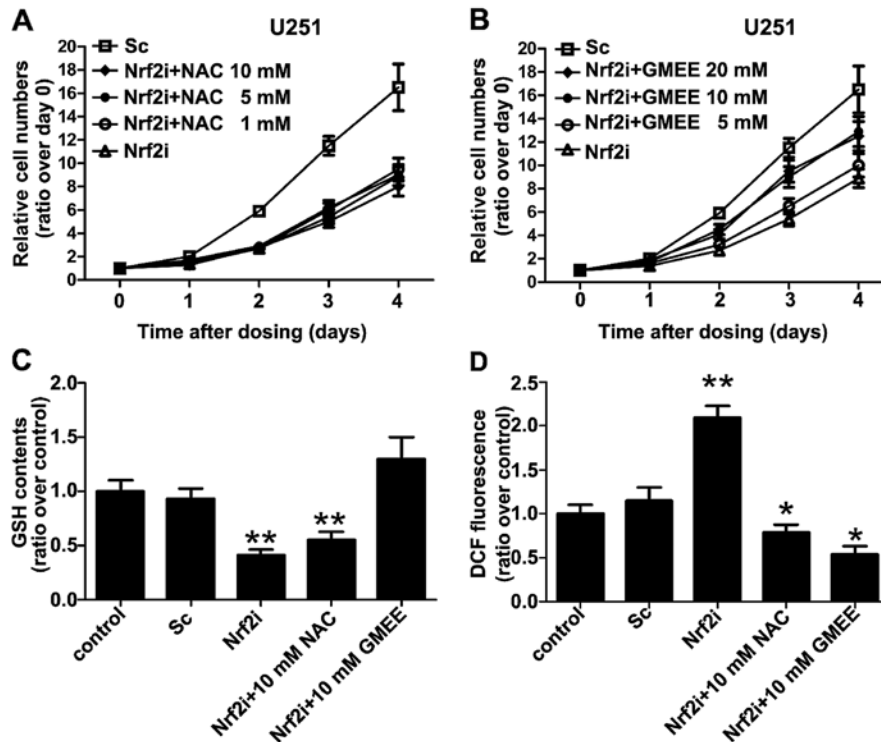 A
U251
Relative cell numbers
(ratio over day 0)
20
18
16
14
12
10
8
6
4
2
0
Sc
Nrf2i+NAC 10 mM
Nrf2i+NAC 5 mM
Nrf2i+NAC 1 mM
Nrf2i
0 1 2 3 4
Time after dosing (days)
B
U251
Relative cell numbers
(ratio over day 0)
20
18
16
14
12
10
8
6
4
2
0
Sc
Nrf2i+GMEE 20 mM
Nrf2i+GMEE 10 mM
Nrf2i+GMEE 5 mM
Nrf2i
0 1 2 3 4
Time after dosing (days)
C
GSH contents
(ratio over control)
2.0
1.5
1.0
0.5
0.0
**
**
control
Sc
Nrf2i
Nrf2i+10 mM NAC
Nrf2i+10 mM GMEE
D
DCF fluorescence
(ratio over control)
2.5
2.0
1.5
1.0
0.5
0.0
**
*
*
control
Sc
Nrf2i
Nrf2i+10 mM NAC
Nrf2i+10 mM GMEE